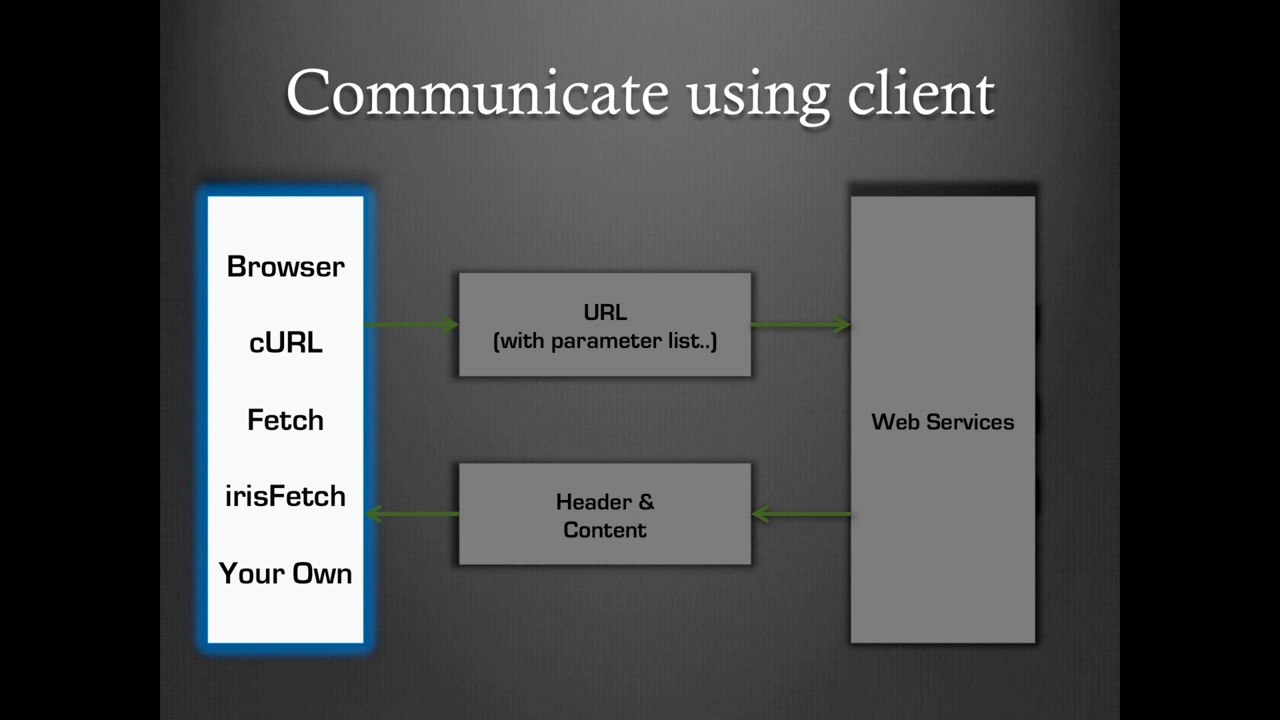 Communicate using client
Browser
cURL
Fetch
irisFetch
Your Own
URL
(with parameter list..)
Header &
Content
Web Services